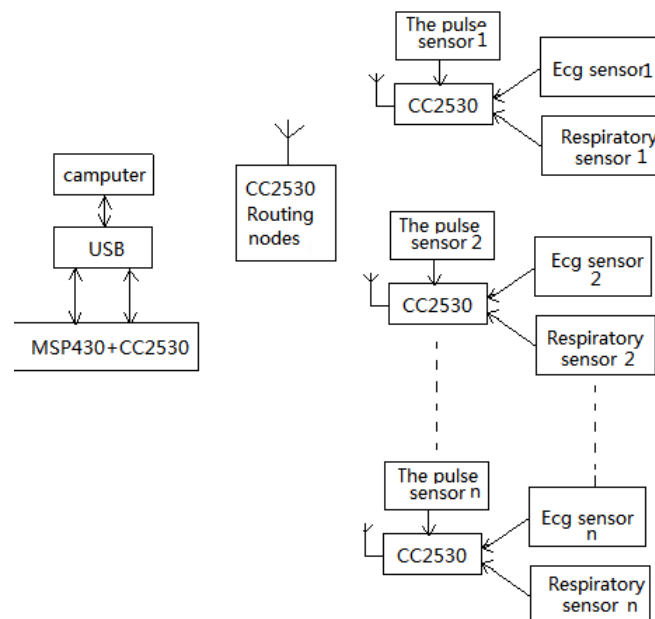 camputer
USB
MSP430+CC2530
CC2530
Routing
nodes
The pulse
sensor 1
CC2530
Ecg sensor1
Respiratory
sensor 1
The pulse
sensor 2
CC2530
Ecg sensor
2
Respiratory
sensor 2
The pulse
sensor n
CC2530
Ecg sensor
n
Respiratory
sensor n